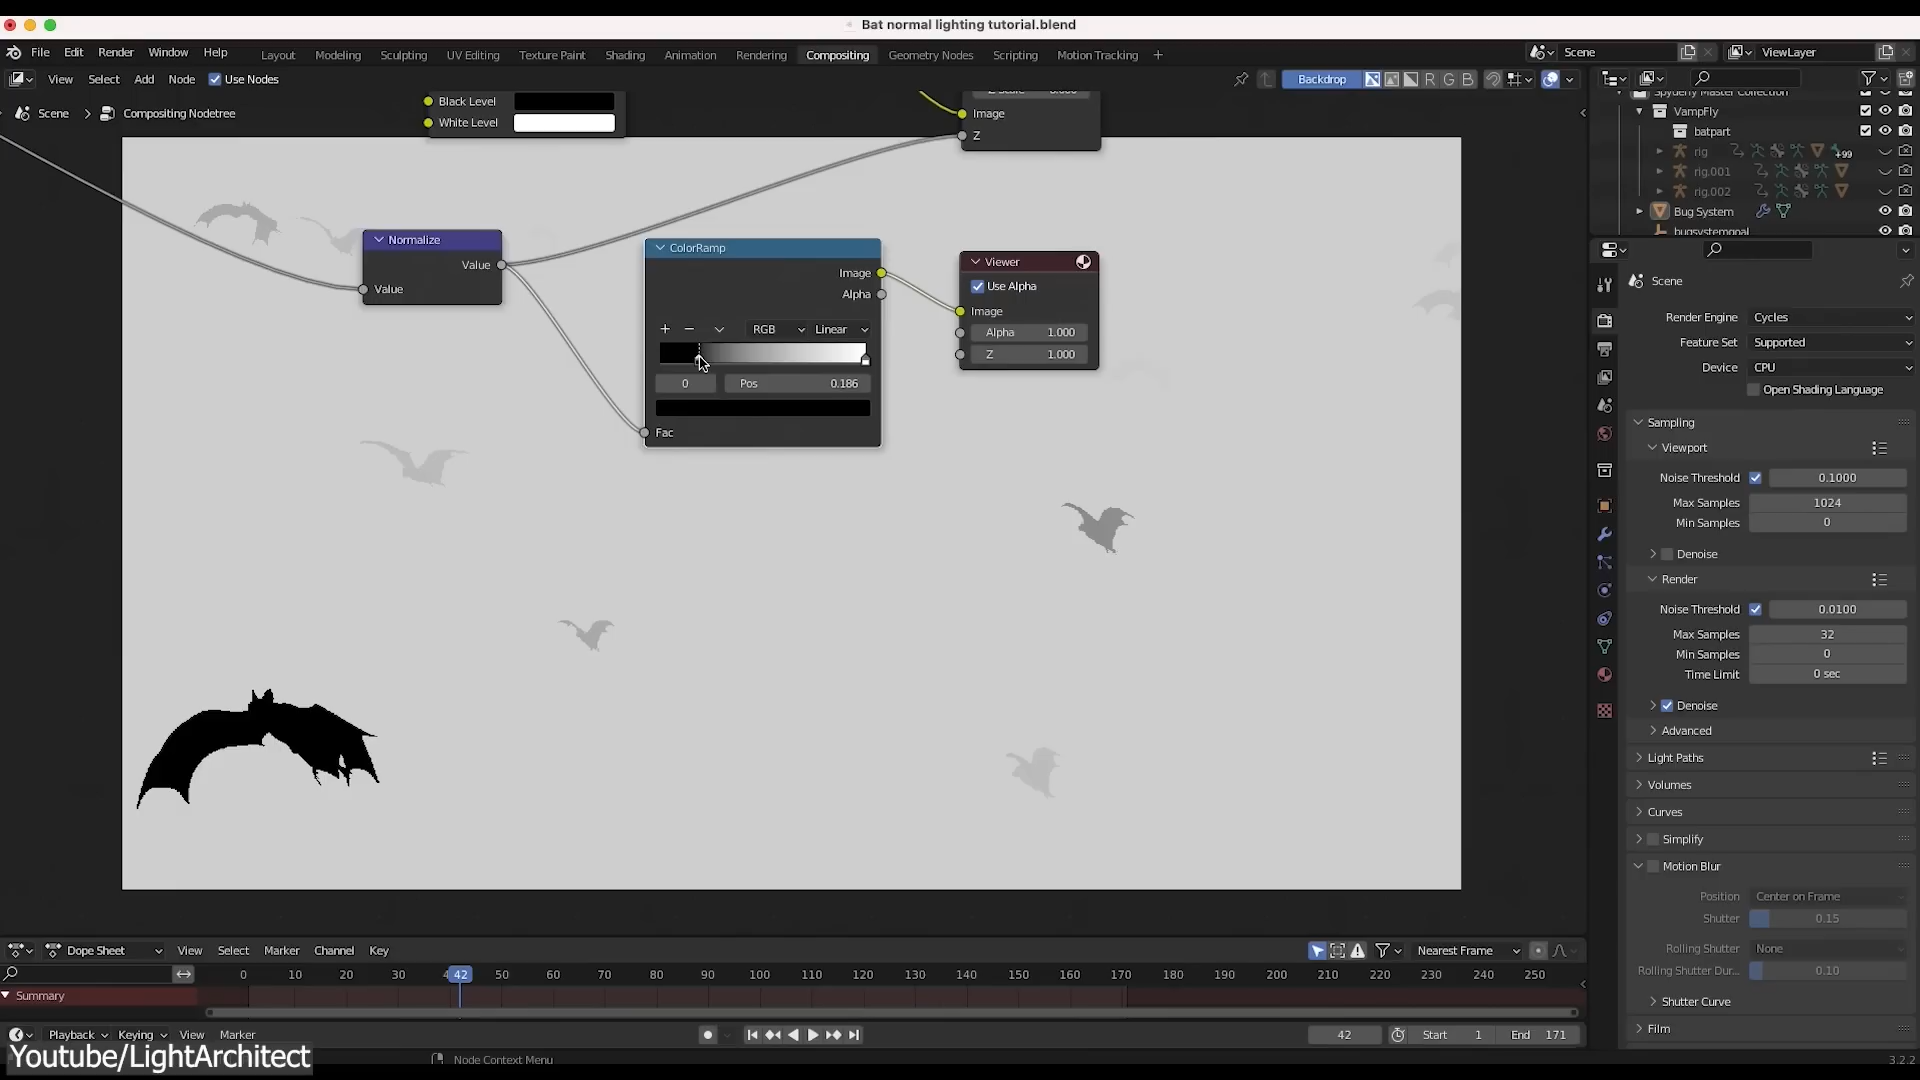 Bat normal lighting tutorial.blend
File Edit Render Window Help Layout Modeling Sculpting UV Editing Texture Paint Shading Animation Rendering Compositing Geometry Nodes Scripting Motion Tracking + Scene ViewLayer
View Select Add Node Use Nodes Backdrop R G B
Scene > Compositing Nodetree
Black Level
White Level
Image
Z
Spyderfly Master Collection
VampFly
batpart
rig +99
rig.001
rig.002
Bug System
bugsystemgoal
Normalize
Value
Value
ColorRamp
Image
Alpha
+ − RGB Linear
0 Pos 0.186
Fac
Viewer
Use Alpha
Image
Alpha 1.000
Z 1.000
Scene
Render Engine Cycles
Feature Set Supported
Device CPU
Open Shading Language
Sampling
Viewport
Noise Threshold 0.1000
Max Samples 1024
Min Samples 0
Denoise
Render
Noise Threshold 0.0100
Max Samples 32
Min Samples 0
Time Limit 0 sec
Denoise
Advanced
Light Paths
Volumes
Curves
Simplify
Motion Blur
Position Center on Frame
Shutter 0.15
Rolling Shutter None
Rolling Shutter Dur... 0.10
Shutter Curve
Film
Dope Sheet View Select Marker Channel Key Nearest Frame
0 10 20 30 42 50 60 70 80 90 100 110 120 130 140 150 160 170 180 190 200 210 220 230 240 250
Summary
Playback Keying View Marker 42 Start 1 End 171
Youtube/LightArchitect
Node Context Menu 3.2.2